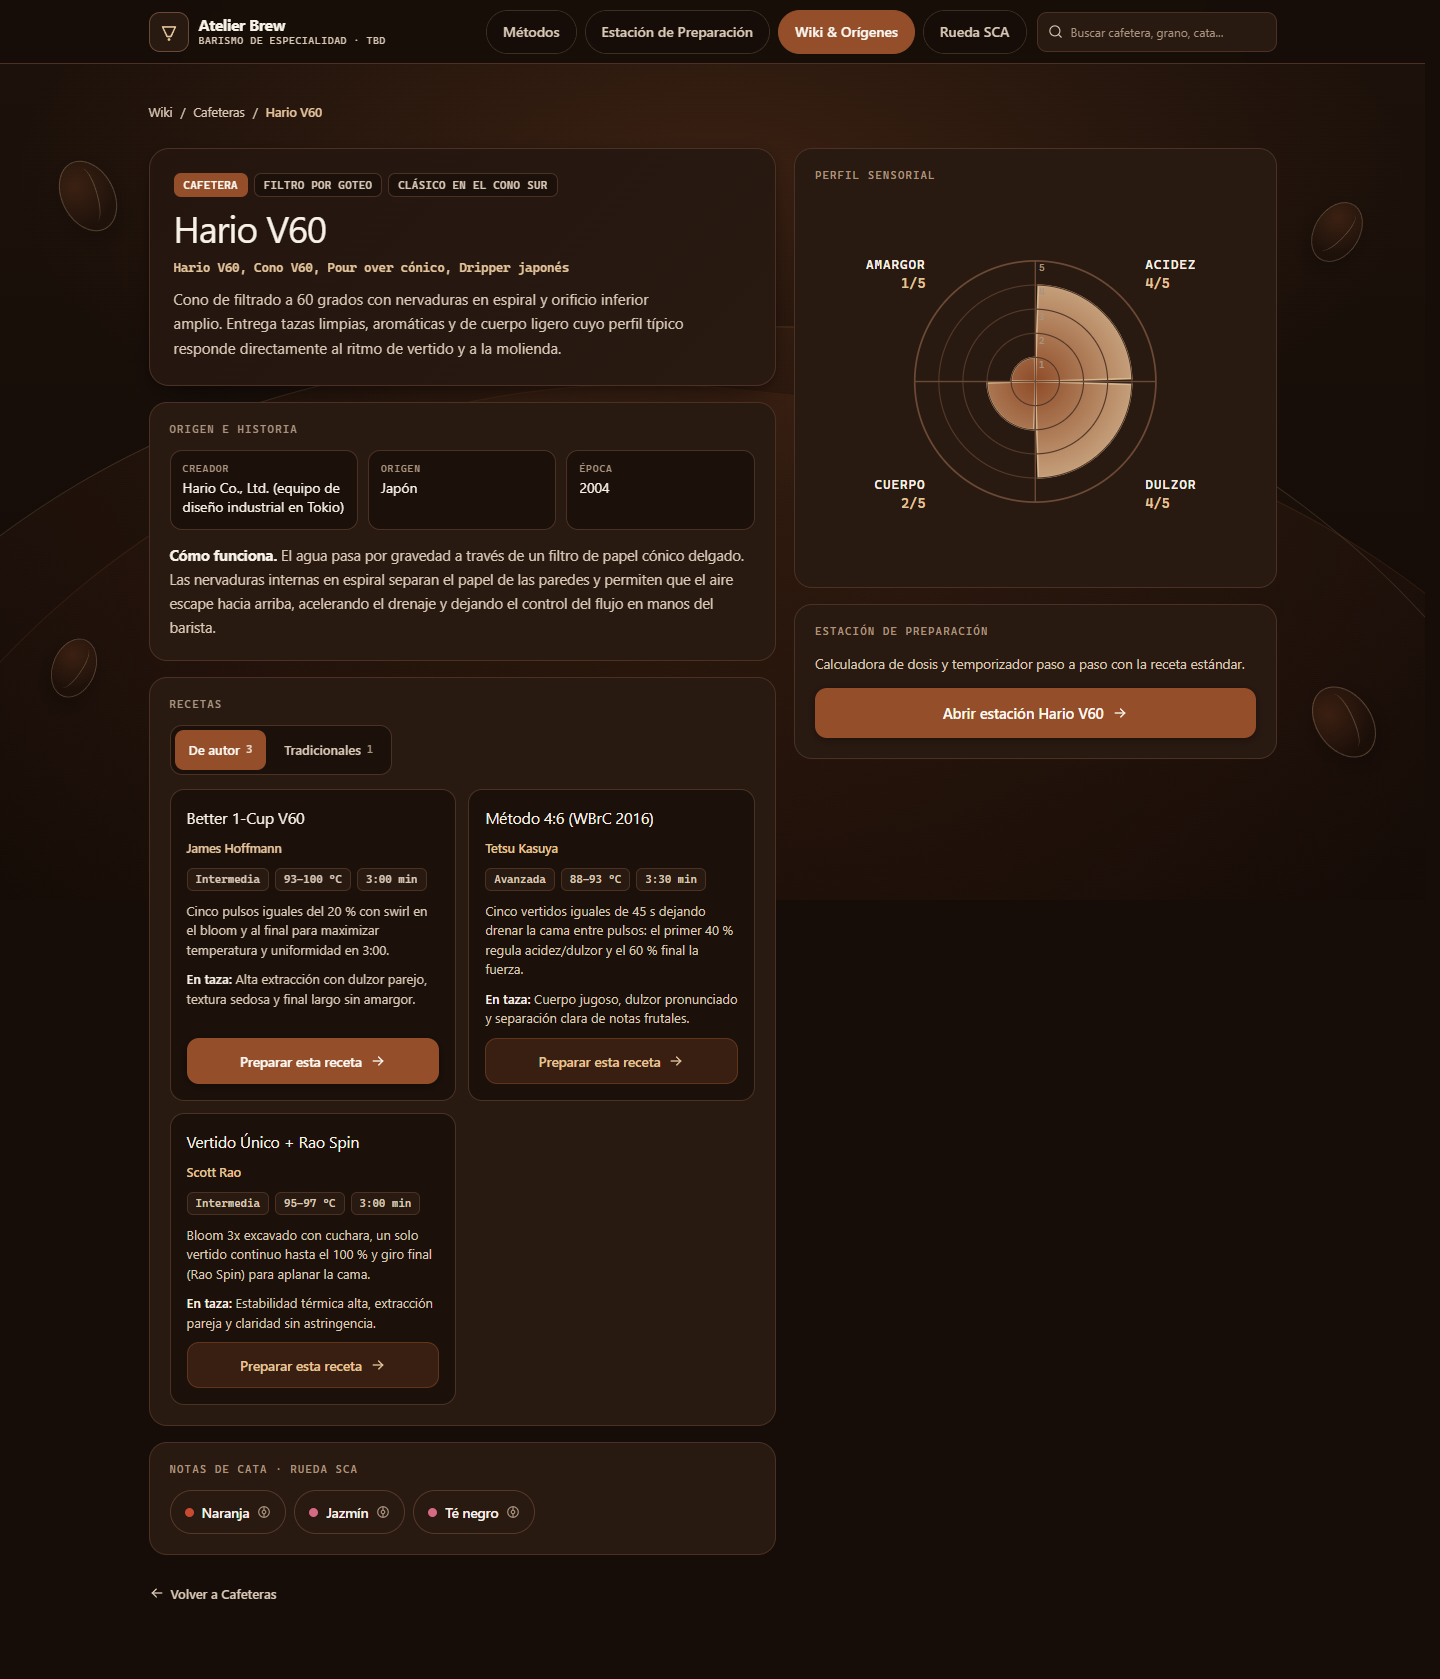 Atelier Brew
BARISMO DE ESPECIALIDAD · TBD
Métodos
Estación de Preparación
Wiki & Orígenes
Rueda SCA
Buscar cafetera, grano, cata...
Wiki / Cafeteras / Hario V60
CAFETERA
FILTRO POR GOTEO
CLÁSICO EN EL CONO SUR
Hario V60
Hario V60, Cono V60, Pour over cónico, Dripper japonés
Cono de filtrado a 60 grados con nervaduras en espiral y orificio inferior
amplio. Entrega tazas limpias, aromáticas y de cuerpo ligero cuyo perfil típico
responde directamente al ritmo de vertido y a la molienda.
ORIGEN E HISTORIA
CREADOR
Hario Co., Ltd. (equipo de
diseño industrial en Tokio)
ORIGEN
Japón
ÉPOCA
2004
Cómo funciona. El agua pasa por gravedad a través de un filtro de papel cónico delgado.
Las nervaduras internas en espiral separan el papel de las paredes y permiten que el aire
escape hacia arriba, acelerando el drenaje y dejando el control del flujo en manos del
barista.
RECETAS
De autor 3
Tradicionales 1
Better 1-Cup V60
James Hoffmann
Intermedia
93–100 °C
3:00 min
Cinco pulsos iguales del 20 % con swirl en
el bloom y al final para maximizar
temperatura y uniformidad en 3:00.
En taza: Alta extracción con dulzor parejo,
textura sedosa y final largo sin amargor.
Preparar esta receta
Método 4:6 (WBrC 2016)
Tetsu Kasuya
Avanzada
88–93 °C
3:30 min
Cinco vertidos iguales de 45 s dejando
drenar la cama entre pulsos: el primer 40 %
regula acidez/dulzor y el 60 % final la
fuerza.
En taza: Cuerpo jugoso, dulzor pronunciado
y separación clara de notas frutales.
Preparar esta receta
Vertido Único + Rao Spin
Scott Rao
Intermedia
95–97 °C
3:00 min
Bloom 3x excavado con cuchara, un solo
vertido continuo hasta el 100 % y giro final
(Rao Spin) para aplanar la cama.
En taza: Estabilidad térmica alta, extracción
pareja y claridad sin astringencia.
Preparar esta receta
NOTAS DE CATA · RUEDA SCA
Naranja
Jazmín
Té negro
Volver a Cafeteras
PERFIL SENSORIAL
AMARGOR
1/5
ACIDEZ
4/5
5
2
1
CUERPO
2/5
DULZOR
4/5
ESTACIÓN DE PREPARACIÓN
Calculadora de dosis y temporizador paso a paso con la receta estándar.
Abrir estación Hario V60